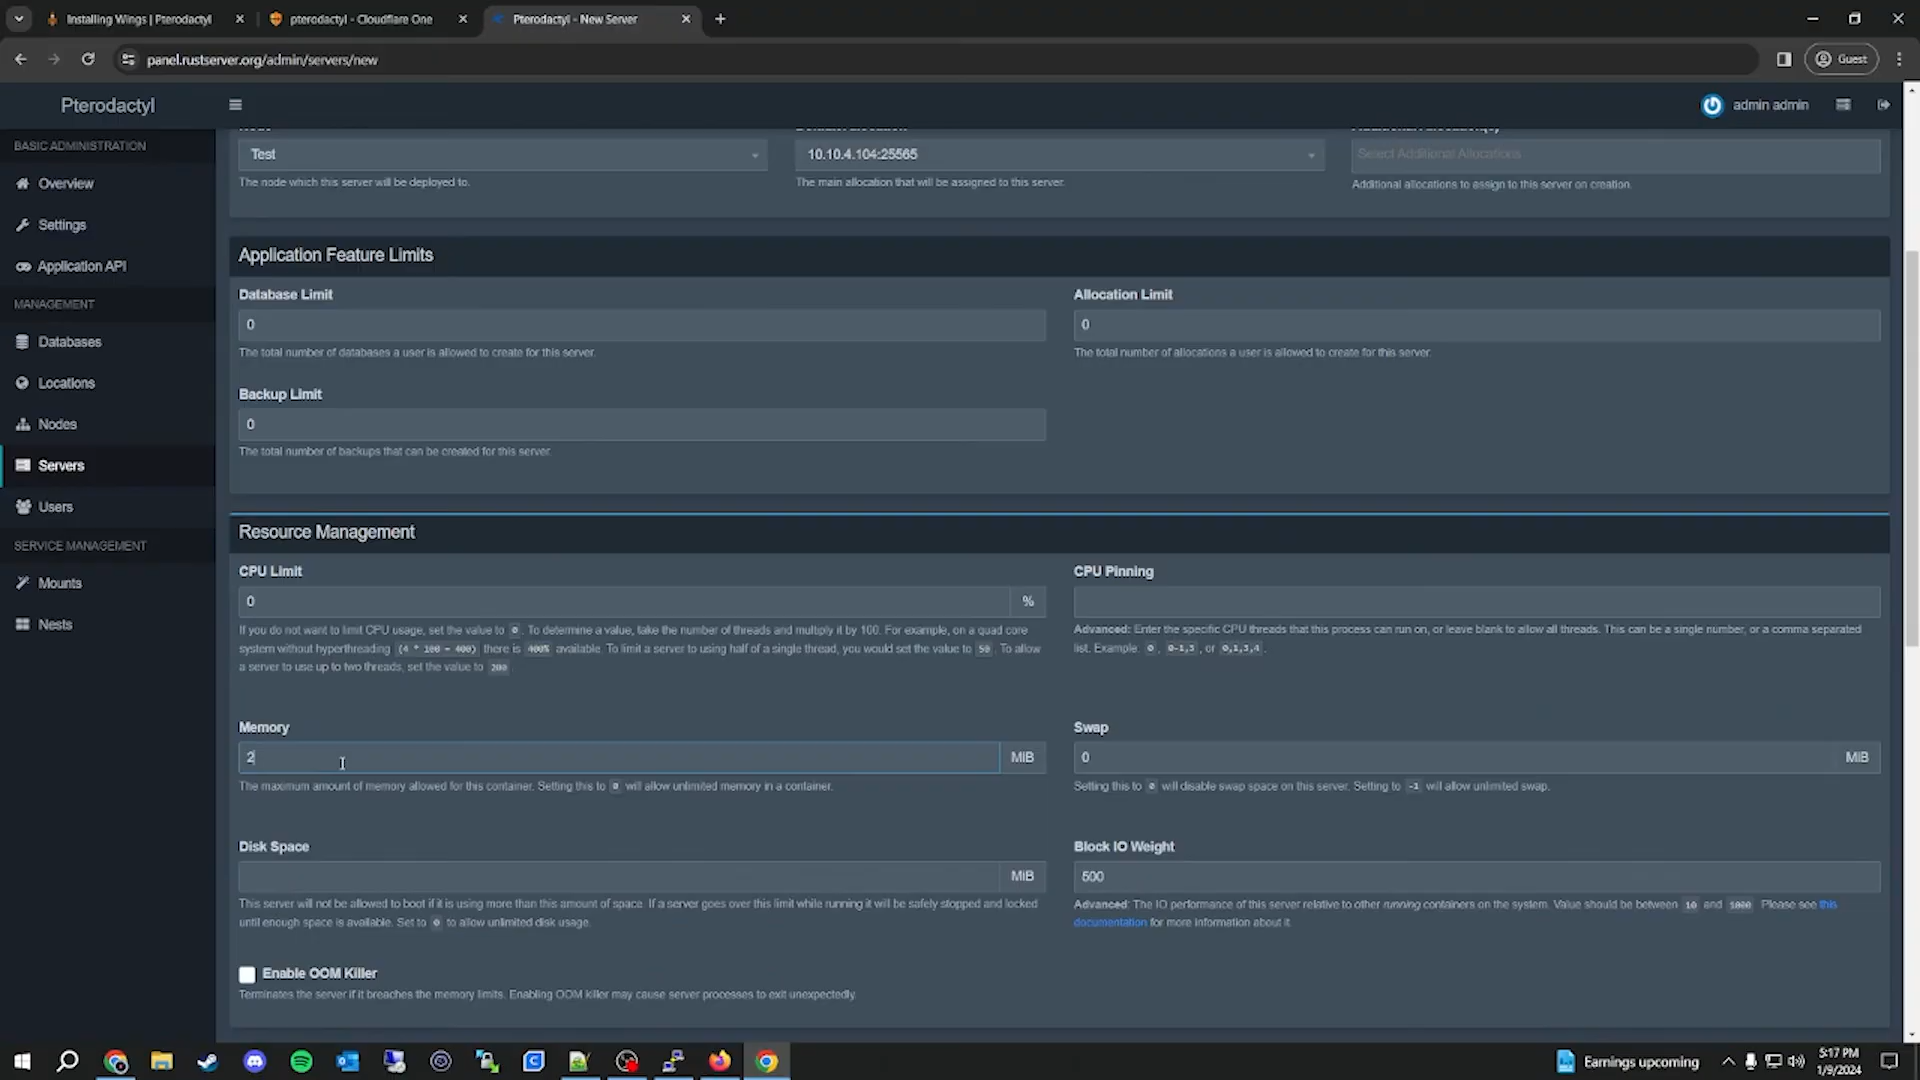 Installing Wings | Pterodactyl
pterodactyl - Cloudflare One
Pterodactyl - New Server
panel.rustserver.org/admin/servers/new
Guest
Pterodactyl
admin admin
BASIC ADMINISTRATION
Overview
Settings
Application API
MANAGEMENT
Databases
Locations
Nodes
Servers
Users
SERVICE MANAGEMENT
Mounts
Nests
Test
10.10.4.104:25565
Select Additional Allocations
The node which this server will be deployed to.
The main allocation that will be assigned to this server.
Additional allocations to assign to this server on creation.
Application Feature Limits
Database Limit
Allocation Limit
0
0
The total number of databases a user is allowed to create for this server.
The total number of allocations a user is allowed to create for this server.
Backup Limit
0
The total number of backups that can be created for this server.
Resource Management
CPU Limit
0
%
If you do not want to limit CPU usage, set the value to 0. To determine a value, take the number of threads and multiply it by 100. For example, on a quad core
system without hyperthreading (4 * 100 = 400) there is 400% available. To limit a server to using half of a single thread, you would set the value to 50. To allow
a server to use up to two threads, set the value to 200
CPU Pinning
Advanced: Enter the specific CPU threads that this process can run on, or leave blank to allow all threads. This can be a single number, or a comma separated
list. Example: 0, 0-1,3, or 0,1,3,4.
Memory
2
MiB
The maximum amount of memory allowed for this container. Setting this to 0 will allow unlimited memory in a container.
Swap
0
MiB
Setting this to 0 will disable swap space on this server. Setting to -1 will allow unlimited swap.
Disk Space
MiB
This server will not be allowed to boot if it is using more than this amount of space. If a server goes over this limit while running it will be safely stopped and locked
until enough space is available. Set to 0 to allow unlimited disk usage.
Block IO Weight
500
Advanced: The IO performance of this server relative to other running containers on the system. Value should be between 10 and 1000. Please see this
documentation for more information about it.
Enable OOM Killer
Terminates the server if it breaches the memory limits. Enabling OOM killer may cause server processes to exit unexpectedly.
Earnings upcoming
5:17 PM
1/9/2024